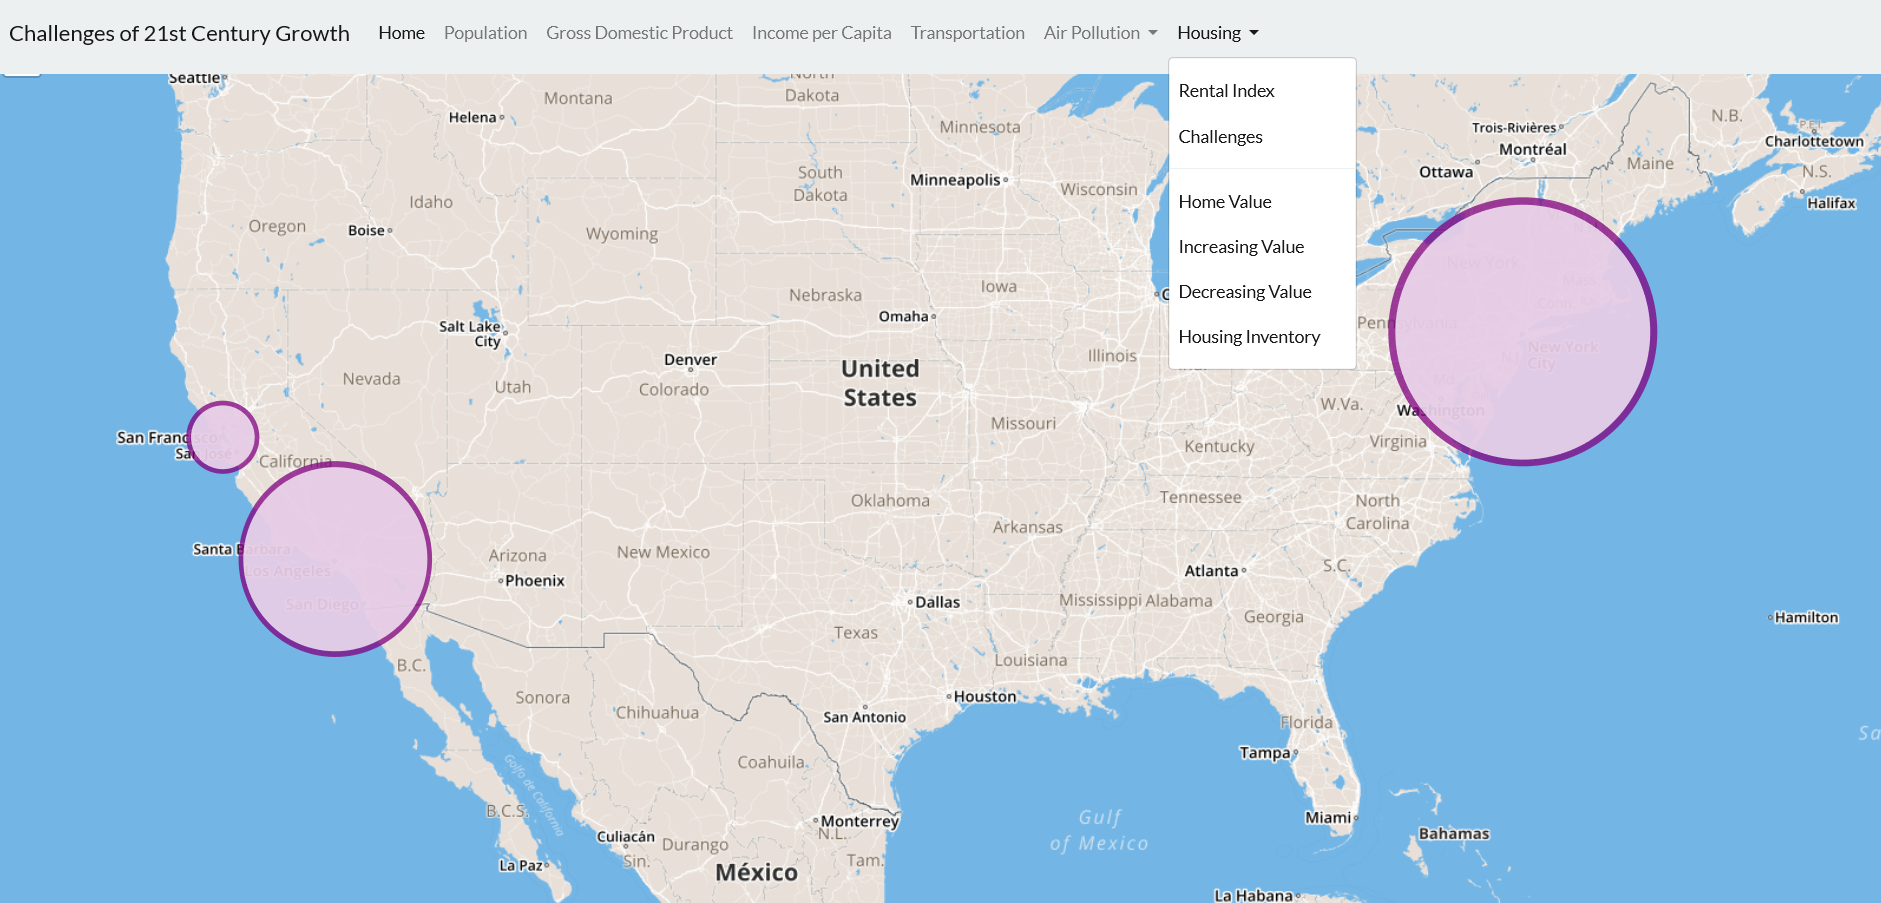 Challenges of 21st Century Growth
Home
Population
Gross Domestic Product
Income per Capita
Transportation
Air Pollution
Housing
Rental Index
Challenges
Home Value
Increasing Value
Decreasing Value
Housing Inventory
Seattle
Montana
North
Dakota
Helena
Minnesota
N.B.
P.E.I.
Trois-Rivières
Charlottetown
Montréal
Maine
Ottawa
N.S.
South
Dakota
Minneapolis
Wisconsin
Idaho
Halifax
Oregon
Boise
Wyoming
New York
Mass.
Conn.
Iowa
Nebraska
Omaha
Salt Lake
City
Pennsylvania
New York
City
N.J.
Illinois
Denver
Colorado
United
States
Nevada
Utah
W.Va.
Washington
Missouri
Virginia
Kentucky
San Francisco
San Jose
California
Tennessee
North
Carolina
Oklahoma
Arkansas
Santa Barbara
Los Angeles
Arizona
New Mexico
Phoenix
Atlanta
S.C.
San Diego
Dallas
Mississippi
Alabama
Georgia
Hamilton
Texas
B.C.
Louisiana
Sonora
Chihuahua
Houston
San Antonio
Florida
Tampa
Coahuila
Golfo de California
B.C.S.
Monterrey
N.L.
Gulf
of Mexico
Miami
Bahamas
Culiacán
Sin.
Durango
Tam.
La Paz
México
La Habana
Sa